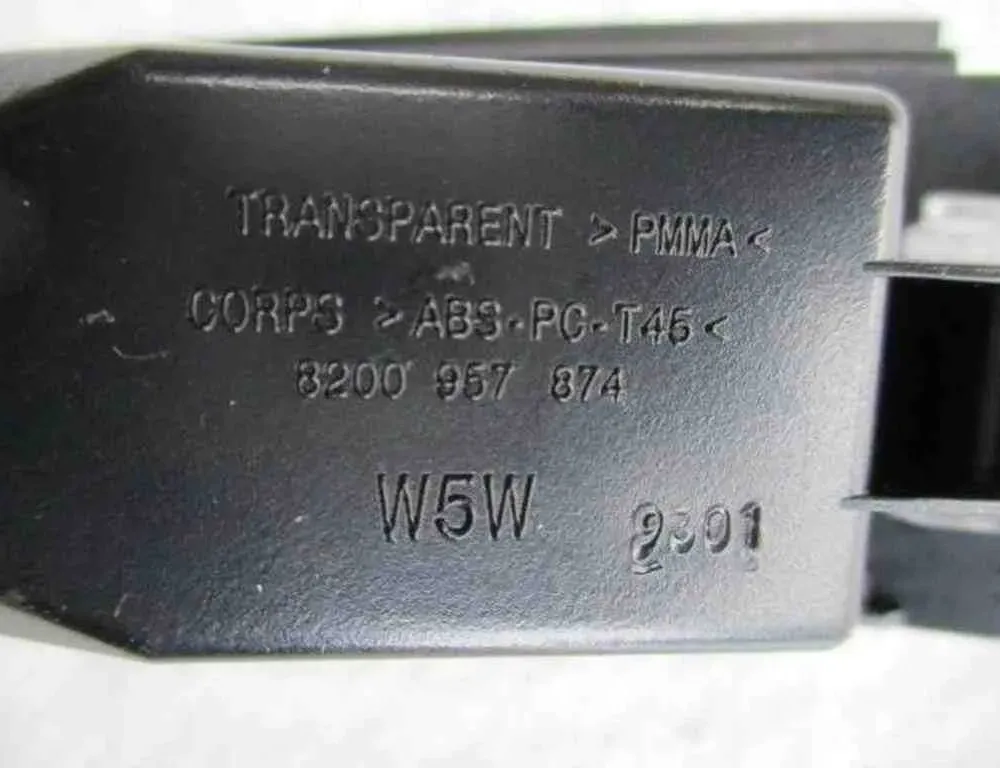 TRANSPARENT >PMMA<
CORPS >ABS-PC-T45<
8200 957 874
W5W 9301